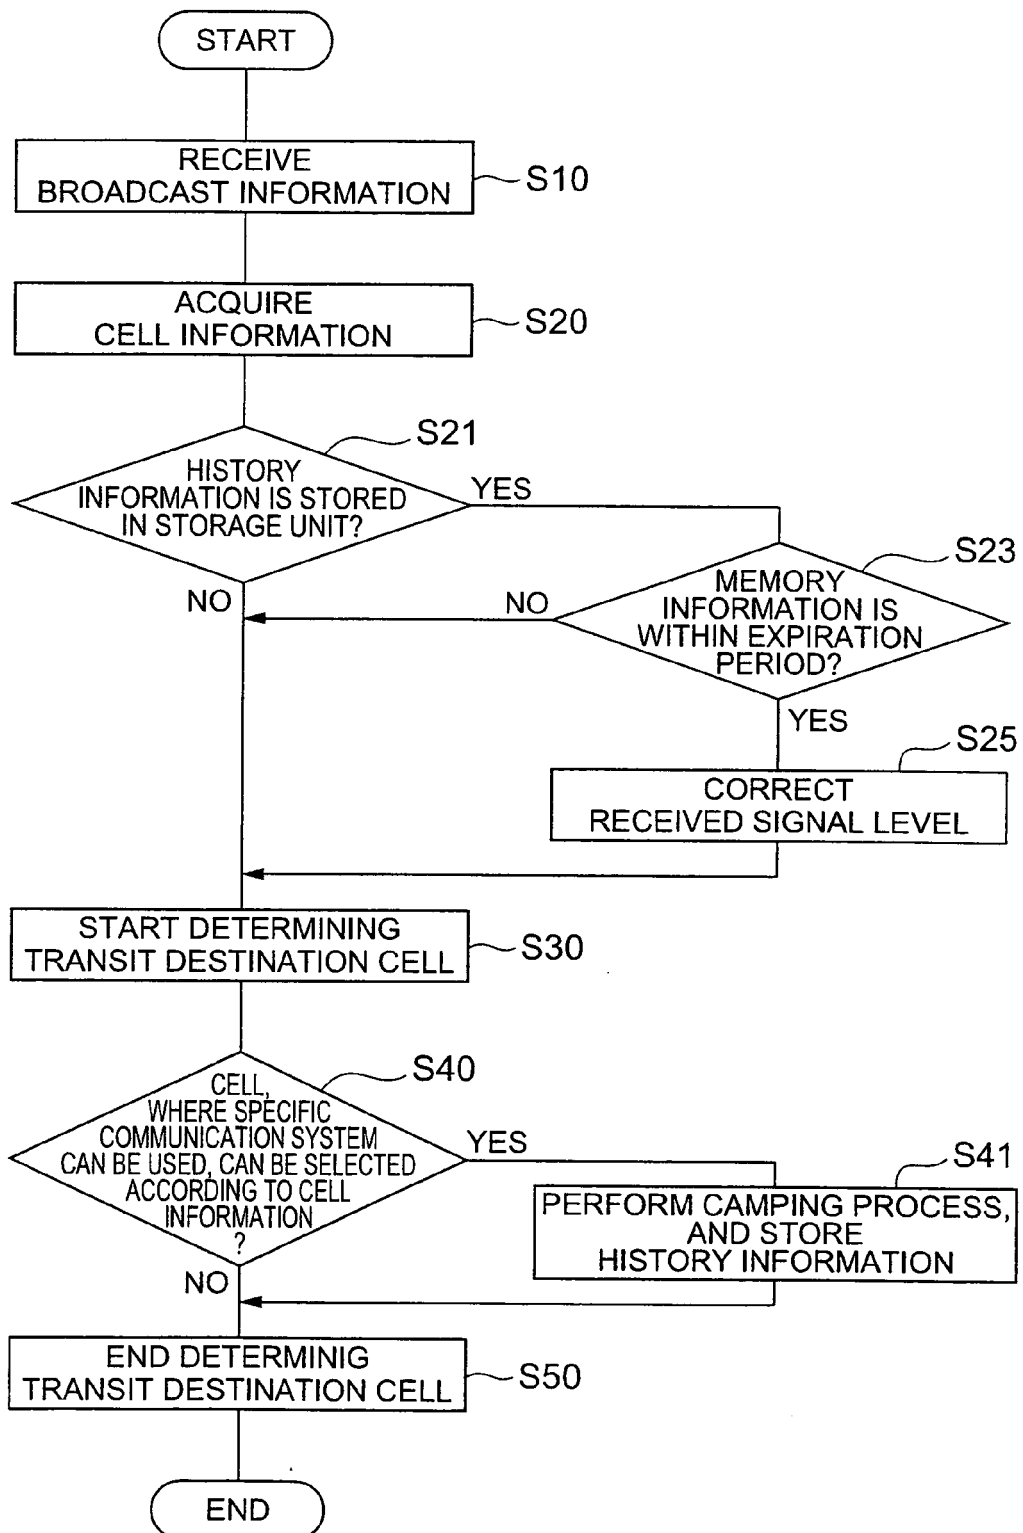 START
RECEIVE
BROADCAST INFORMATION
S10
ACQUIRE
CELL INFORMATION
S20
S21
HISTORY
INFORMATION IS STORED
IN STORAGE UNIT?
YES
NO
S23
MEMORY
INFORMATION IS
WITHIN EXPIRATION
PERIOD?
NO
YES
S25
CORRECT
RECEIVED SIGNAL LEVEL
START DETERMINING
TRANSIT DESTINATION CELL
S30
S40
CELL,
WHERE SPECIFIC
COMMUNICATION SYSTEM
CAN BE USED, CAN BE SELECTED
ACCORDING TO CELL
INFORMATION
?
YES
NO
S41
PERFORM CAMPING PROCESS,
AND STORE
HISTORY INFORMATION
END DETERMINIG
TRANSIT DESTINATION CELL
S50
END